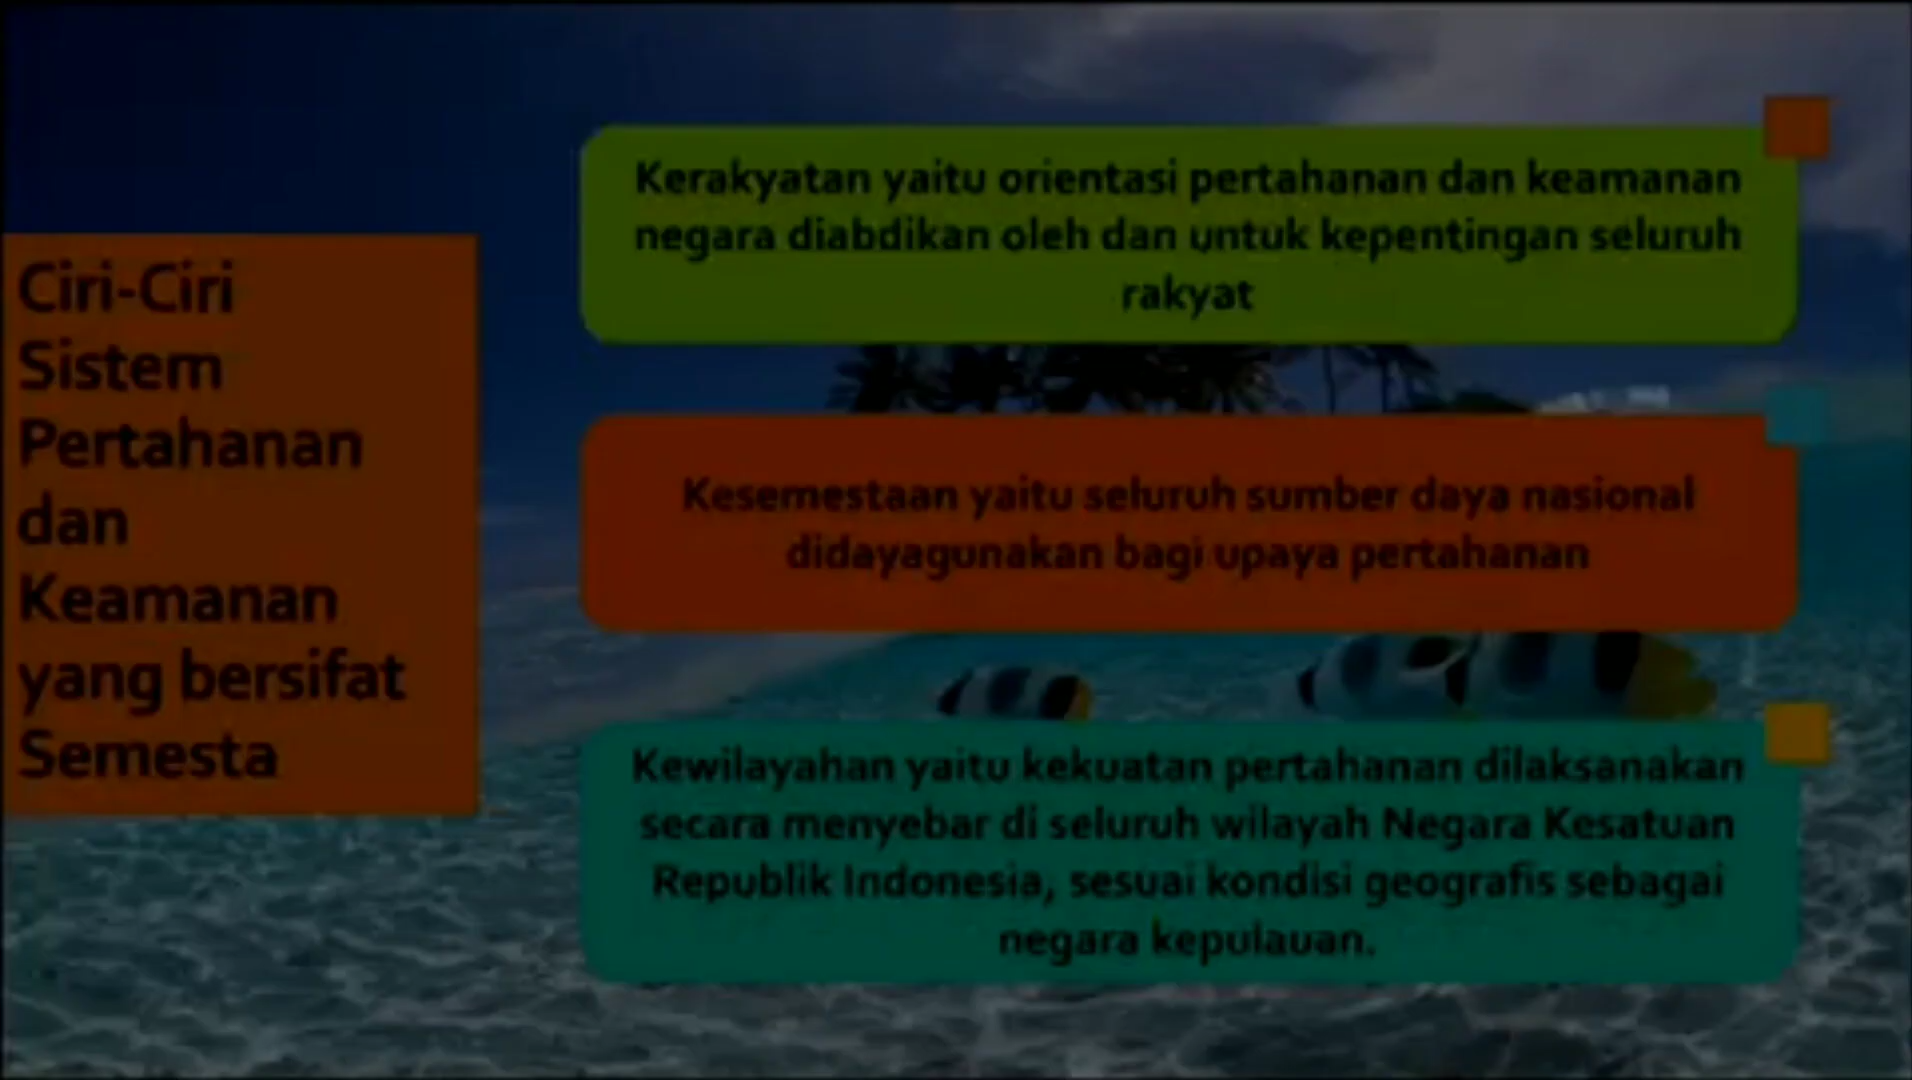 Ciri-Ciri
Sistem
Pertahanan
dan
Keamanan
yang bersifat
Semesta
Kerakyatan yaitu orientasi pertahanan dan keamanan
negara diabdikan oleh dan untuk kepentingan seluruh
rakyat
Kesemestaan yaitu seluruh sumber daya nasional
didayagunakan bagi upaya pertahanan
Kewilayahan yaitu kekuatan pertahanan dilaksanakan
secara menyebar di seluruh wilayah Negara Kesatuan
Republik Indonesia, sesuai kondisi geografis sebagai
negara kepulauan.